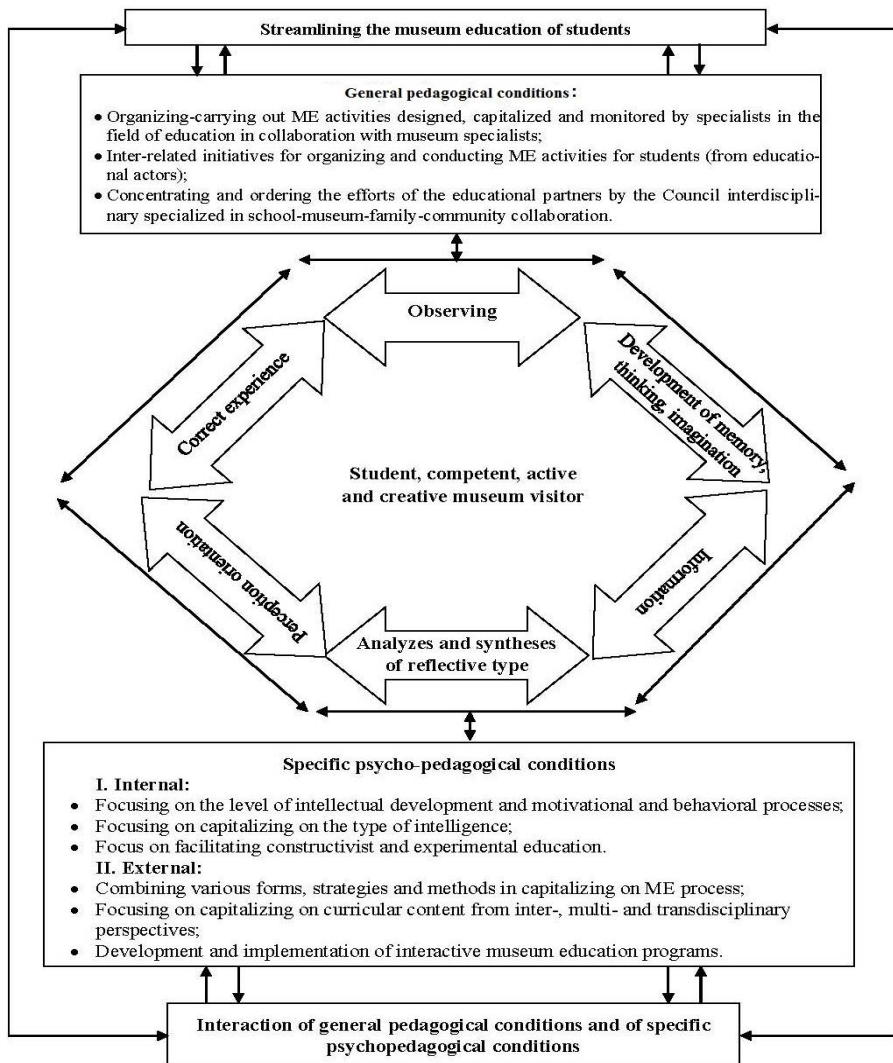 Streamlining the museum education of students
General pedagogical conditions:
• Organizing-carrying out ME activities designed, capitalized and monitored by specialists in the
field of education in collaboration with museum specialists;
• Inter-related initiatives for organizing and conducting ME activities for students (from educatio-
nal actors);
• Concentrating and ordering the efforts of the educational partners by the Council interdiscipli-
nary specialized in school-museum-family-community collaboration.
Observing
Correct experience
Development of memory,
thinking, imagination
Student, competent, active
and creative museum visitor
Perception orientation
Information
Analyzes and syntheses
of reflective type
Specific psycho-pedagogical conditions
I. Internal:
• Focusing on the level of intellectual development and motivational and behavioral processes;
• Focusing on capitalizing on the type of intelligence;
• Focus on facilitating constructivist and experimental education.
II. External:
• Combining various forms, strategies and methods in capitalizing on ME process;
• Focusing on capitalizing on curricular content from inter-, multi- and transdisciplinary
perspectives;
• Development and implementation of interactive museum education programs.
Interaction of general pedagogical conditions and of specific
psychopedagogical conditions